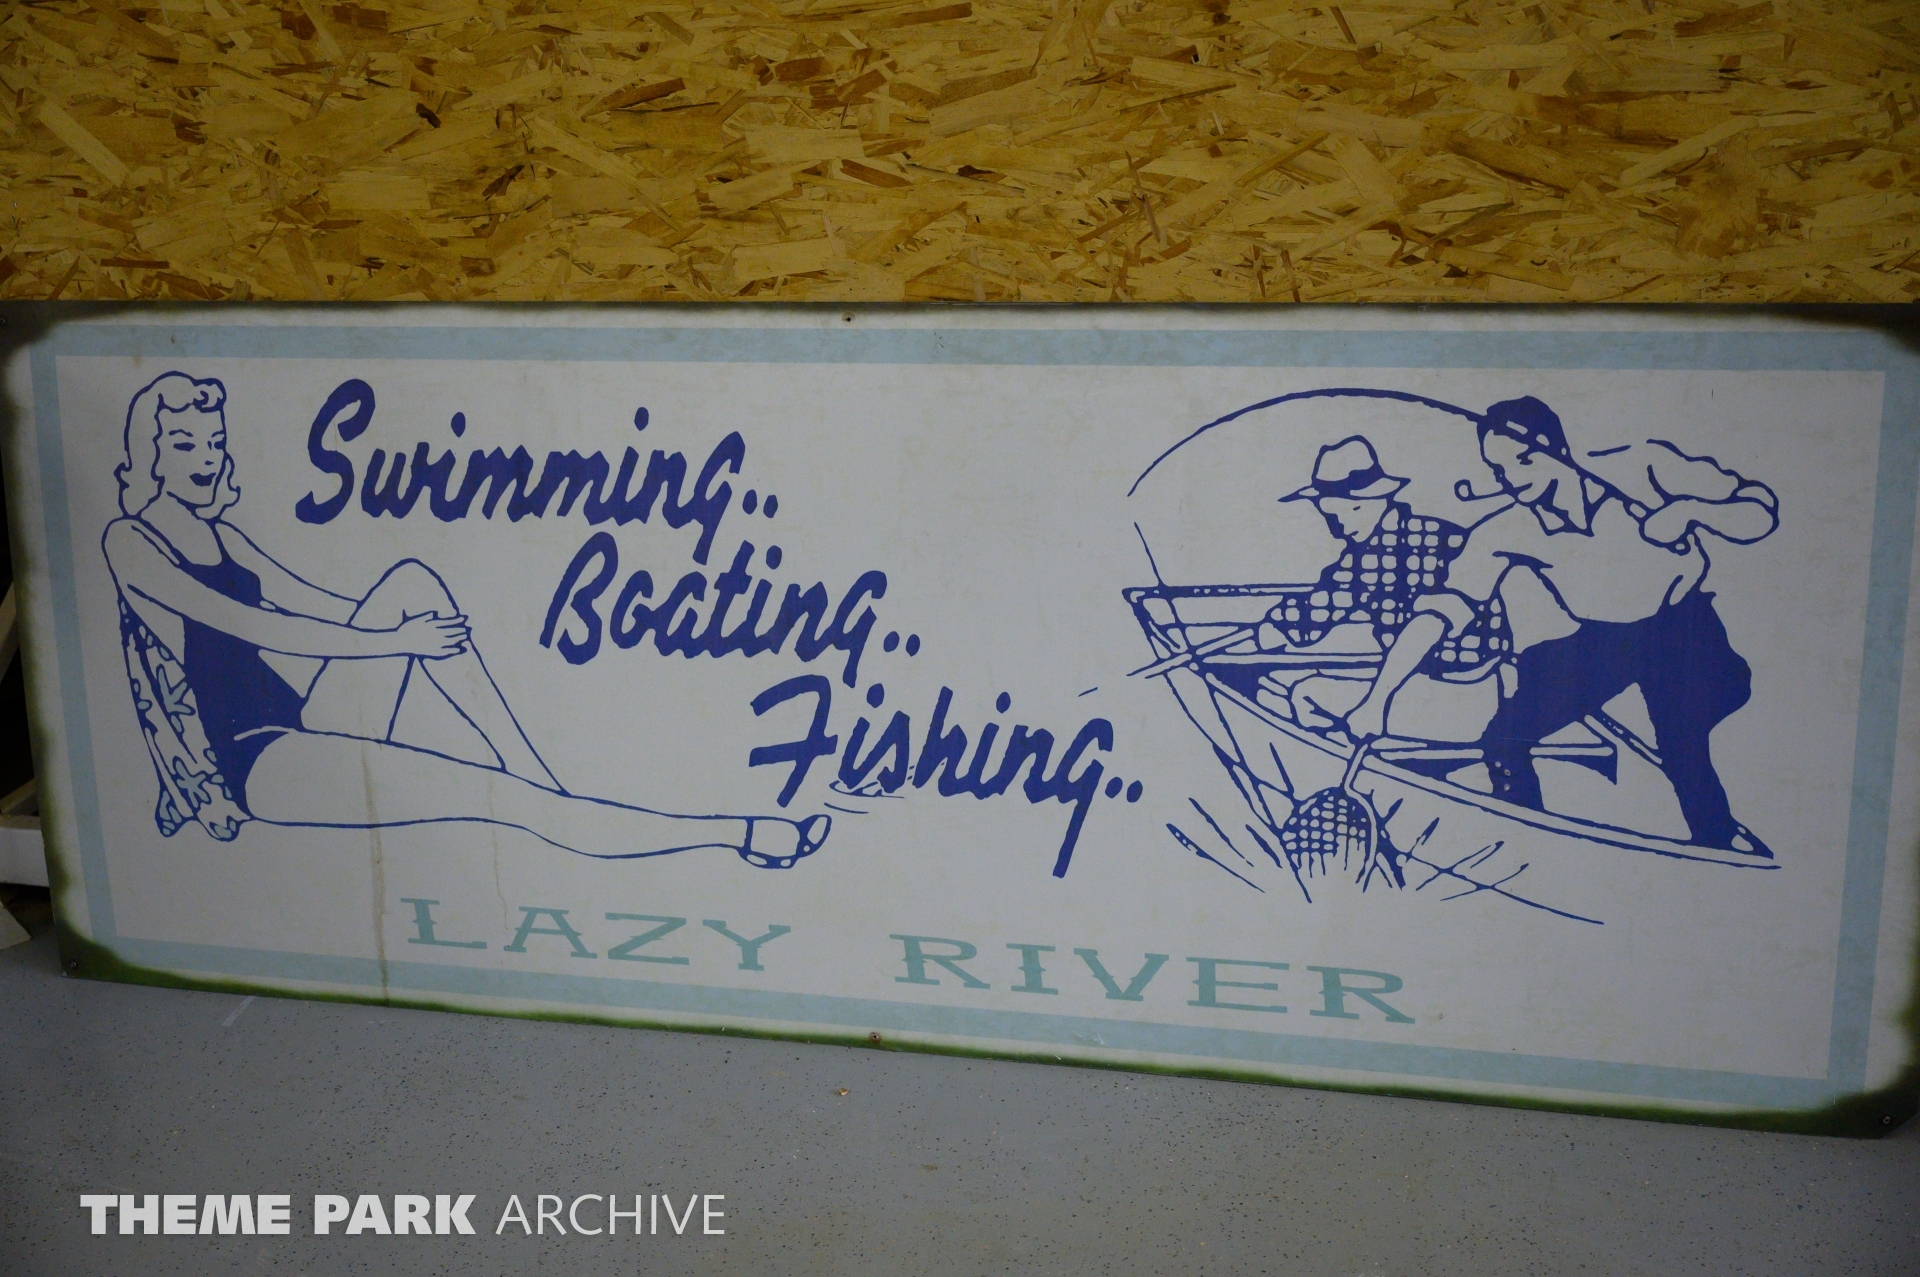 Swimming..
Boating..
Fishing..
LAZY RIVER
THEME PARK ARCHIVE